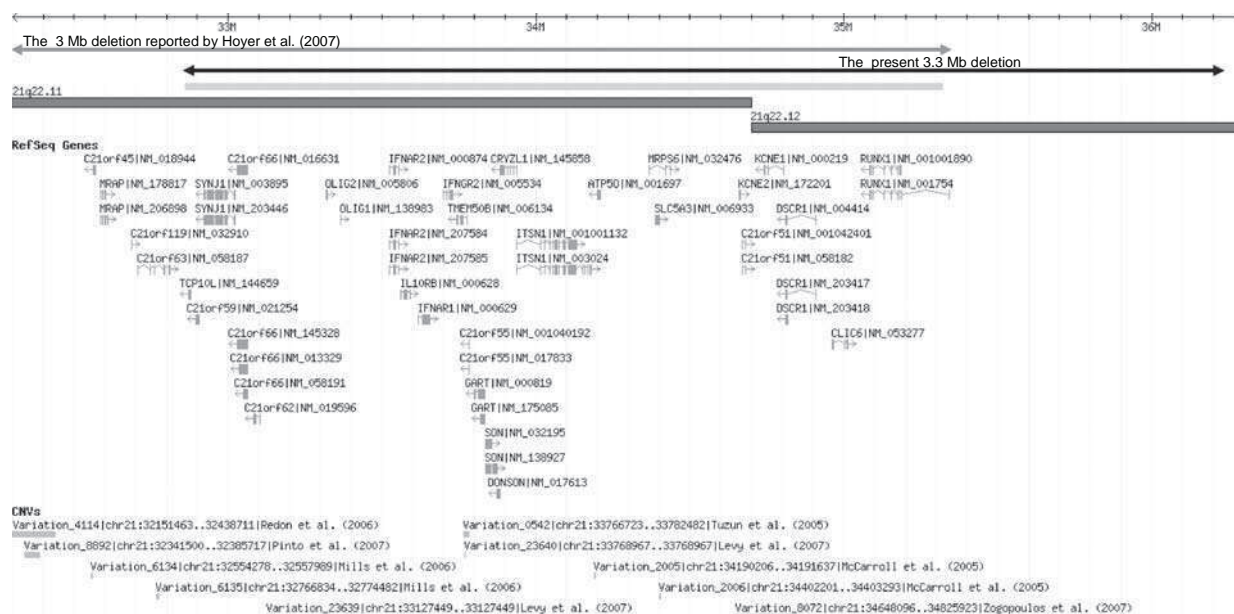 33M 34M 35M 36M
The 3 Mb deletion reported by Hoyer et al. (2007)
The present 3.3 Mb deletion
21q22.11
21q22.12
RefSeq Genes
C21orf45|NM_018944 C21orf66|NM_016631 IFNAR2|NM_000874 CRYZL1|NM_145858 MRPS6|NM_032476 KCNE1|NM_000219 RUNX1|NM_001001890
MRAP|NM_178817 SYNJ1|NM_003895 OLIG2|NM_005806 IFNGR2|NM_005534 ATP5O|NM_001697 KCNE2|NM_172201 RUNX1|NM_001754
MRAP|NM_206898 SYNJ1|NM_203446 OLIG1|NM_138983 TMEM50B|NM_006134 SLC5A3|NM_006933 DSCR1|NM_004414
C21orf119|NM_032910 IFNAR2|NM_207584 ITSN1|NM_001001132 C21orf51|NM_001042401
C21orf63|NM_058187 IFNAR2|NM_207585 ITSN1|NM_003024 C21orf51|NM_058182
TCP10L|NM_144659 IL10RB|NM_000628 DSCR1|NM_203417
C21orf59|NM_021254 IFNAR1|NM_000629 DSCR1|NM_203418
C21orf66|NM_145328 C21orf55|NM_001040192 CLIC6|NM_053277
C21orf66|NM_013329 C21orf55|NM_017833
C21orf66|NM_058191 GART|NM_000819
C21orf62|NM_019596 GART|NM_175085
SON|NM_032195
SON|NM_138927
DONSON|NM_017613
CNVs
Variation_4114|chr21:32151463..32438711|Redon et al. (2006) Variation_0542|chr21:33766723..33782482|Tuzun et al. (2005)
Variation_8892|chr21:32341500..32385717|Pinto et al. (2007) Variation_23640|chr21:33768967..33768967|Levy et al. (2007)
Variation_6134|chr21:32554278..32557989|Mills et al. (2006) Variation_2005|chr21:34190206..34191637|McCarroll et al. (2005)
Variation_6135|chr21:32766834..32774482|Mills et al. (2006) Variation_2006|chr21:34402201..34403293|McCarroll et al. (2005)
Variation_23639|chr21:33127449..33127449|Levy et al. (2007) Variation_8072|chr21:34648096..34825923|Zogopoulos et al. (2007)